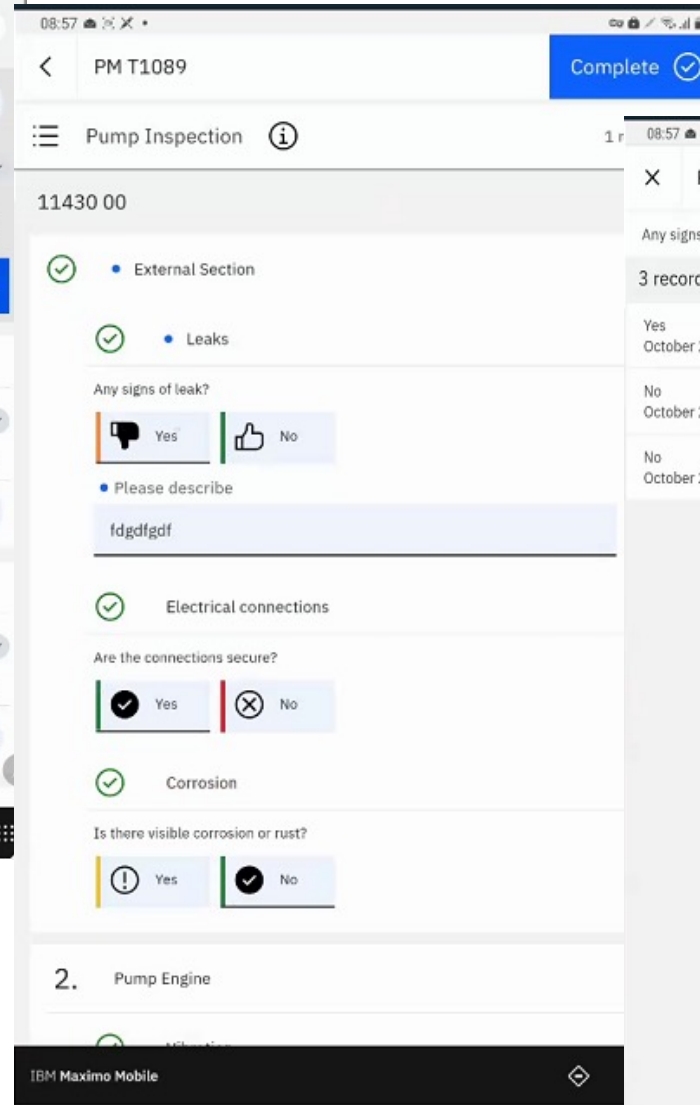 08:57
PM T1089
Complete
Pump Inspection
1
11430 00
External Section
Leaks
Any signs of leak?
Yes No
Please describe
fdgdfgdf
Electrical connections
Are the connections secure?
Yes No
Corrosion
Is there visible corrosion or rust?
Yes No
2. Pump Engine
IBM Maximo Mobile
08:57
Any signs
3
Yes
October
No
October
No
October